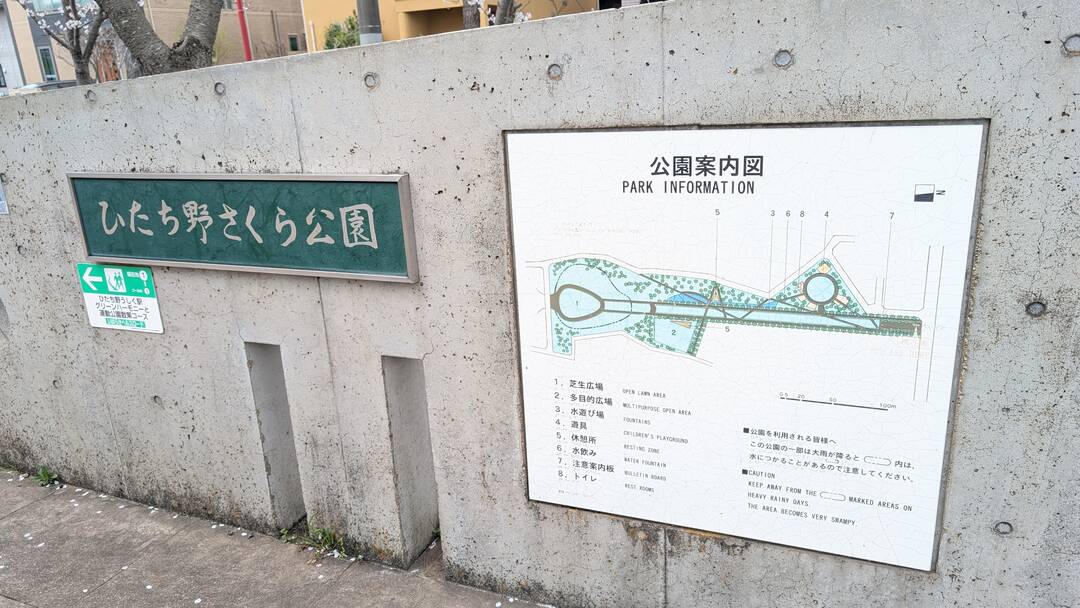 ひたち野さくら公園
ひたち野うしく駅
グリーンハーモニーと
運動公園散策コース
公園案内図
PARK INFORMATION
N
5
3 6 8 4
7
1
2
5
1. 芝生広場 OPEN LAWN AREA
2. 多目的広場 MULTIPURPOSE OPEN AREA
3. 水遊び場 FOUNTAINS
4. 遊具 CHILDREN'S PLAYGROUND
5. 休憩所 RESTING ZONE
6. 水飲み WATER FOUNTAIN
7. 注意案内板 BULLETIN BOARD
8. トイレ REST ROOMS
0 5 20 50 100m
■公園を利用される皆様へ
この公園の一部は大雨が降ると 内は、
水につかることがあるので注意してください。
■CAUTION
KEEP AWAY FROM THE MARKED AREAS ON
HEAVY RAINY DAYS.
THE AREA BECOMES VERY SWAMPY.